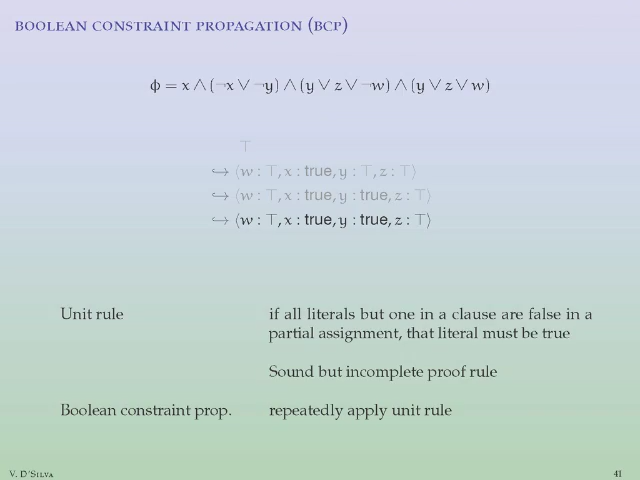 BOOLEAN CONSTRAINT PROPAGATION (BCP)
ϕ = x ∧ (¬x ∨ ¬y) ∧ (y ∨ z ∨ ¬w) ∧ (y ∨ z ∨ w)
⊤
↪ ⟨w : ⊤, x : true, y : ⊤, z : ⊤⟩
↪ ⟨w : ⊤, x : true, y : true, z : ⊤⟩
↪ ⟨w : ⊤, x : true, y : true, z : ⊤⟩
Unit rule if all literals but one in a clause are false in a
partial assignment, that literal must be true
Sound but incomplete proof rule
Boolean constraint prop. repeatedly apply unit rule
V. D'Silva 41